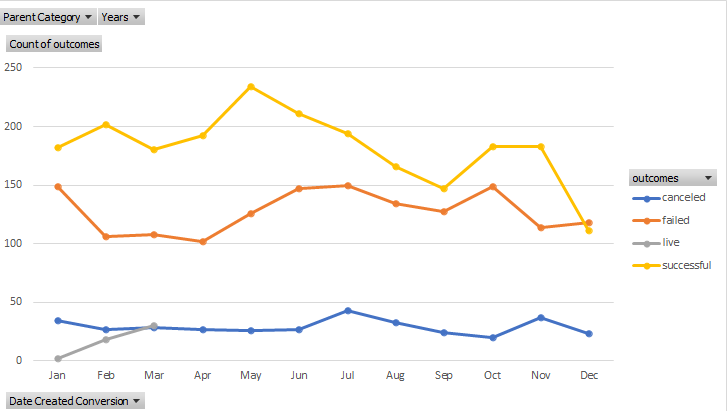 Parent Category Years
Count of outcomes
250
200
150
100
50
0
Jan Feb Mar Apr May Jun Jul Aug Sep Oct Nov Dec
outcomes
canceled
failed
live
successful
Date Created Conversion